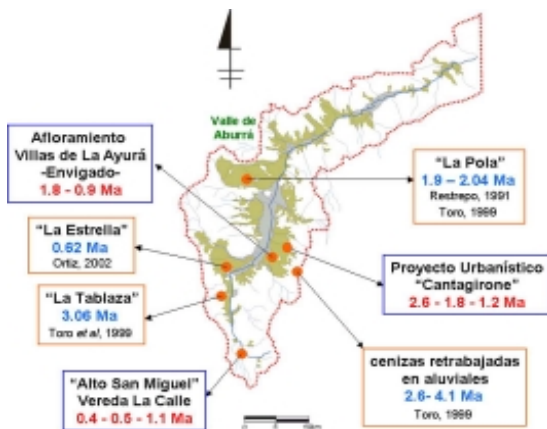 Valle de
Aburrá
Afloramiento
Villas de La Ayurá
-Envigado-
1.8 - 0.9 Ma
"La Pola"
1.9 – 2.04 Ma
Restrepo, 1991
Toro, 1999
"La Estrella"
0.62 Ma
Ortiz, 2002
Proyecto Urbanístico
"Cantagirone"
2.6 - 1.8 - 1.2 Ma
"La Tablaza"
3.06 Ma
Toro et al, 1999
cenizas retrabajadas
en aluviales
2.6- 4.1 Ma
Toro, 1999
"Alto San Miguel"
Vereda La Calle
0.4 - 0.5 - 1.1 Ma